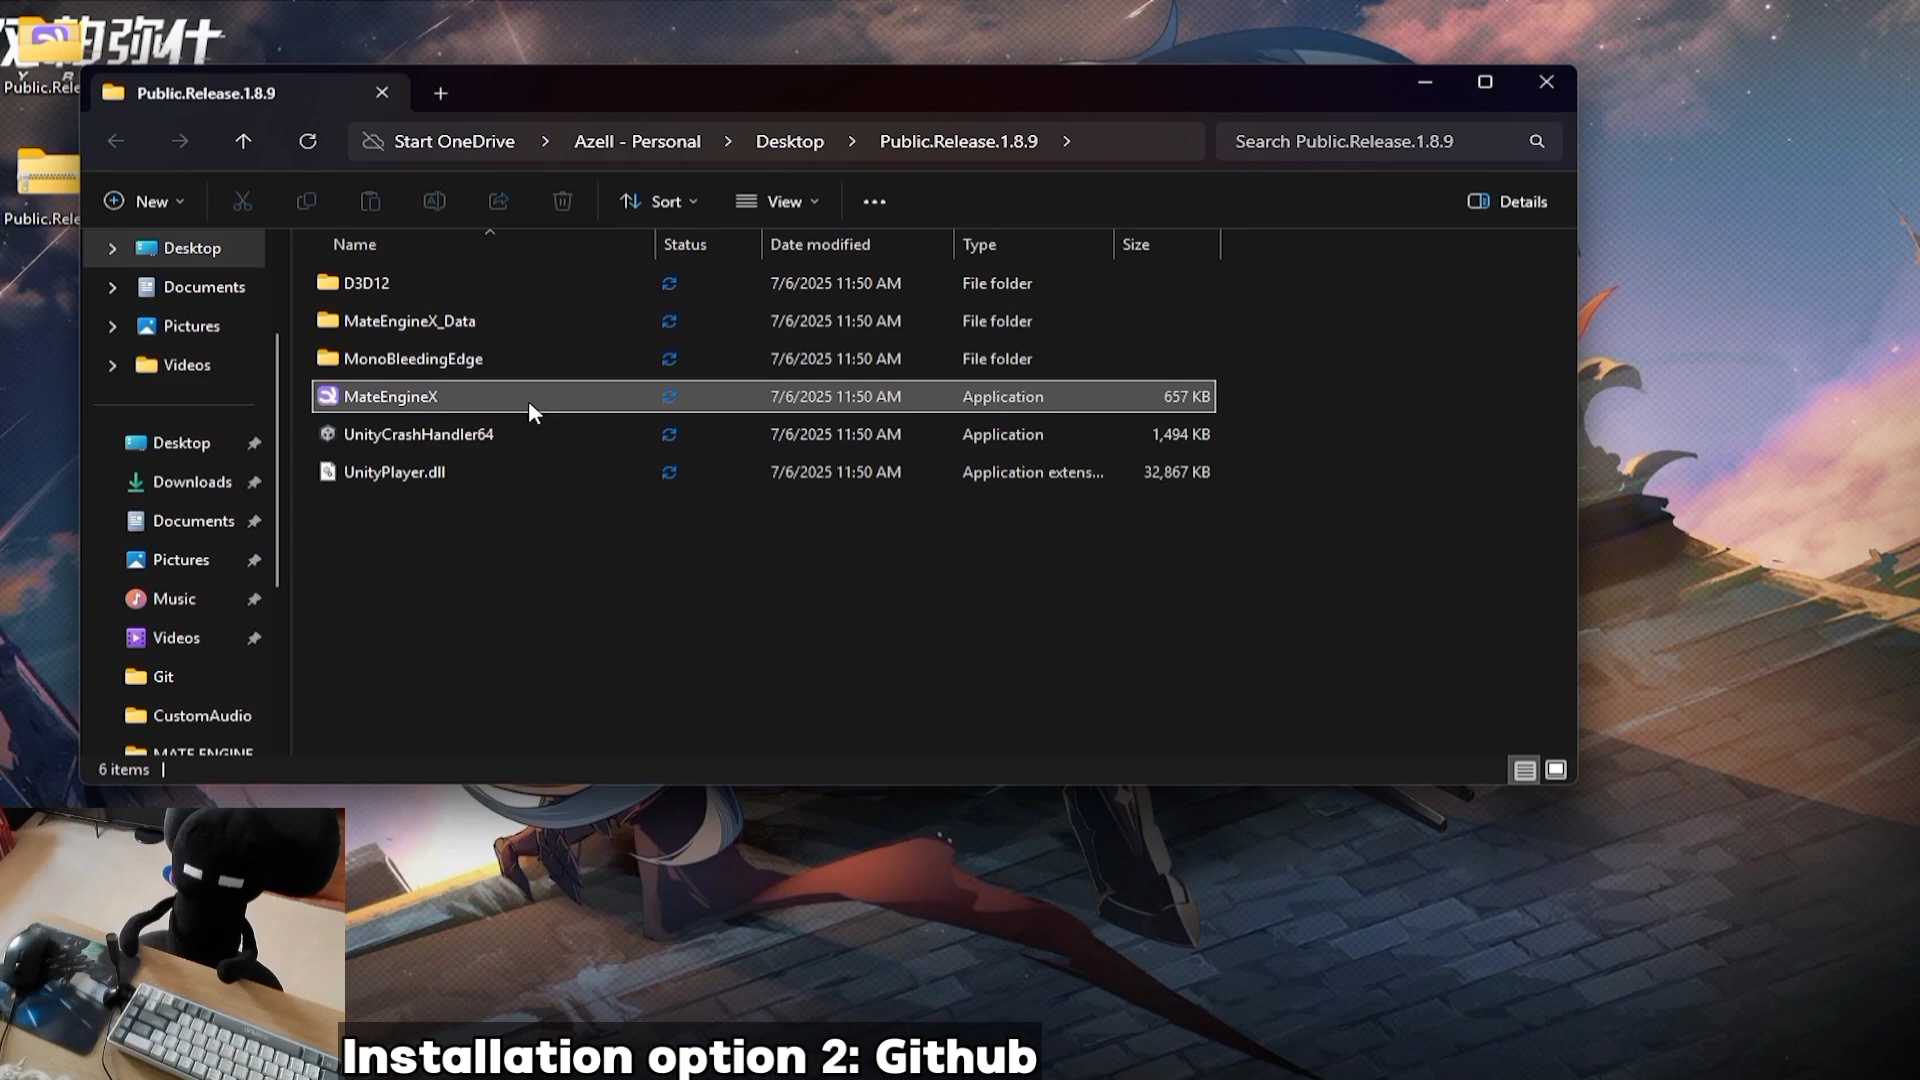 的弥什
Y R
Public.Rele
Public.Rele
Public.Release.1.8.9
Start OneDrive > Azell - Personal > Desktop > Public.Release.1.8.9 >
Search Public.Release.1.8.9
New
Sort
View
Details
Desktop
Documents
Pictures
Videos
Desktop
Downloads
Documents
Pictures
Music
Videos
Git
CustomAudio
MATE ENGINE
Name Status Date modified Type Size
D3D12 7/6/2025 11:50 AM File folder
MateEngineX_Data 7/6/2025 11:50 AM File folder
MonoBleedingEdge 7/6/2025 11:50 AM File folder
MateEngineX 7/6/2025 11:50 AM Application 657 KB
UnityCrashHandler64 7/6/2025 11:50 AM Application 1,494 KB
UnityPlayer.dll 7/6/2025 11:50 AM Application extens... 32,867 KB
6 items
Installation option 2: Github